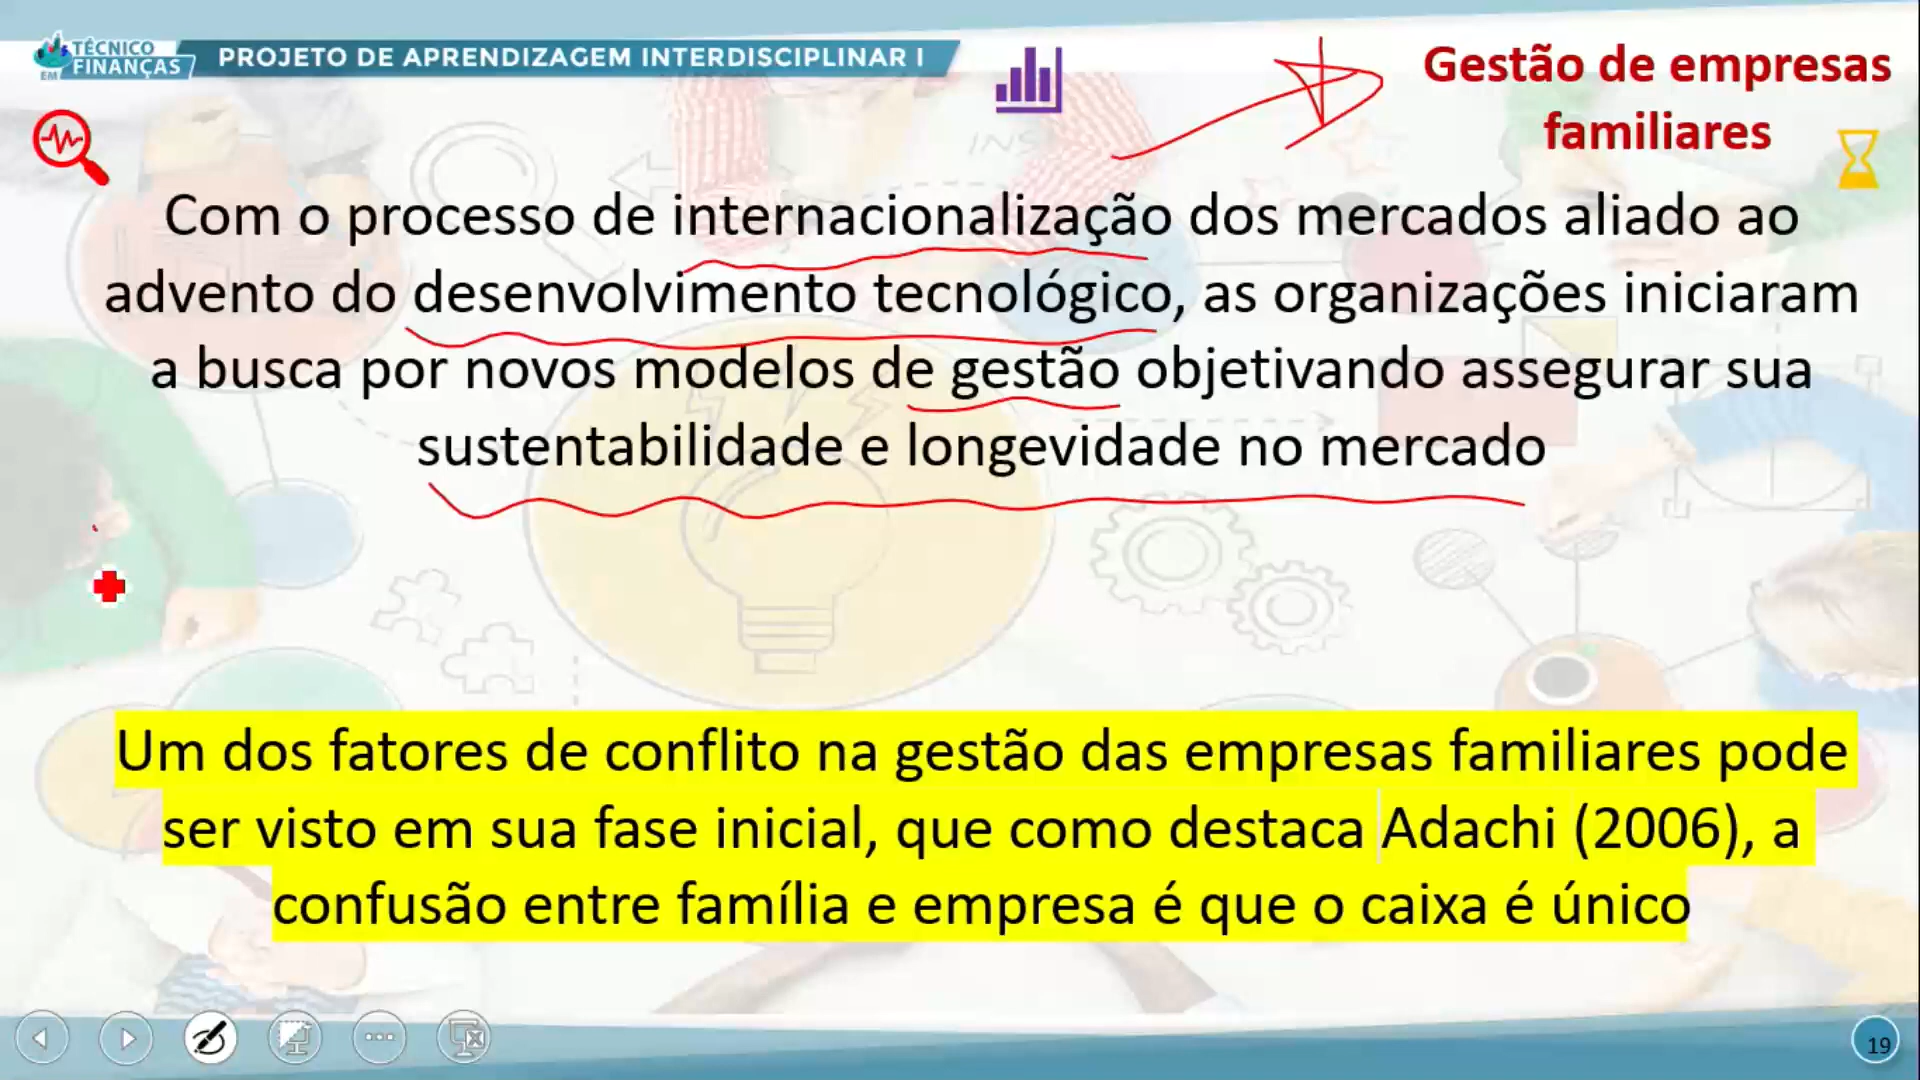 TÉCNICO
EM FINANÇAS
PROJETO DE APRENDIZAGEM INTERDISCIPLINAR I
Gestão de empresas
familiares
INS
Com o processo de internacionalização dos mercados aliado ao
advento do desenvolvimento tecnológico, as organizações iniciaram
a busca por novos modelos de gestão objetivando assegurar sua
sustentabilidade e longevidade no mercado
Um dos fatores de conflito na gestão das empresas familiares pode
ser visto em sua fase inicial, que como destaca Adachi (2006), a
confusão entre família e empresa é que o caixa é único
19